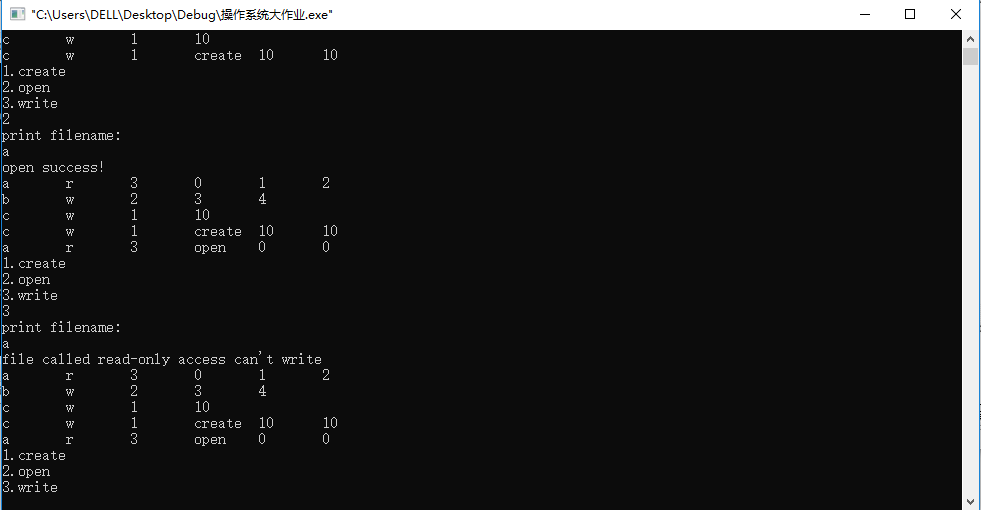 "C:\Users\DELL\Desktop\Debug\操作系统大作业.exe"
c w 1 10
c w 1 create 10 10
1.create
2.open
3.write
2
print filename:
a
open success!
a r 3 0 1 2
b w 2 3 4
c w 1 10
c w 1 create 10 10
a r 3 open 0 0
1.create
2.open
3.write
3
print filename:
a
file called read-only access can't write
a r 3 0 1 2
b w 2 3 4
c w 1 10
c w 1 create 10 10
a r 3 open 0 0
1.create
2.open
3.write